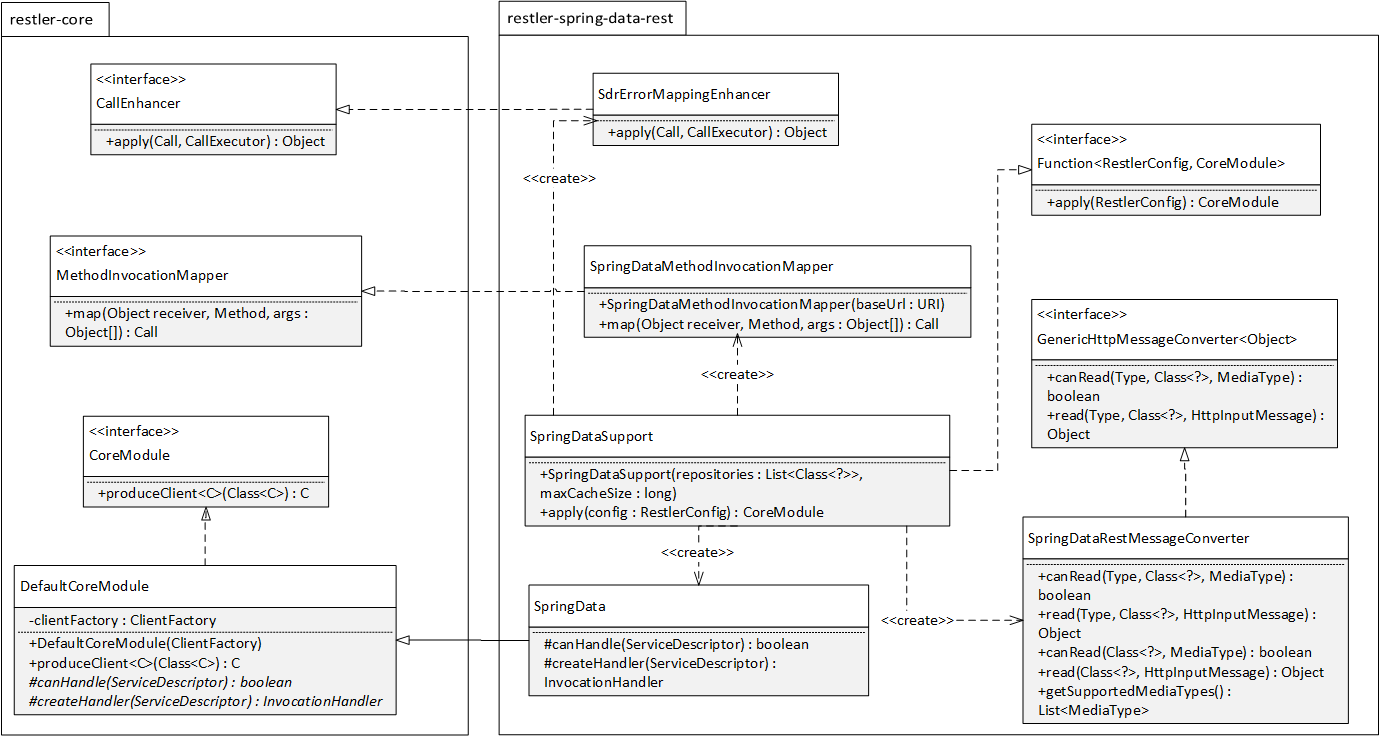 restler-core
<<interface>>
CallEnhancer
+apply(Call, CallExecutor) : Object
<<interface>>
MethodInvocationMapper
+map(Object receiver, Method, args :
Object[]) : Call
<<interface>>
CoreModule
+produceClient<C>(Class<C>) : C
DefaultCoreModule
-clientFactory : ClientFactory
+DefaultCoreModule(ClientFactory)
+produceClient<C>(Class<C>) : C
#canHandle(ServiceDescriptor) : boolean
#createHandler(ServiceDescriptor) : InvocationHandler
restler-spring-data-rest
SdrErrorMappingEnhancer
+apply(Call, CallExecutor) : Object
<<create>>
SpringDataMethodInvocationMapper
+SpringDataMethodInvocationMapper(baseUrl : URI)
+map(Object receiver, Method, args : Object[]) : Call
<<create>>
SpringDataSupport
+SpringDataSupport(repositories : List<Class<?>>,
maxCacheSize : long)
+apply(config : RestlerConfig) : CoreModule
<<create>>
SpringData
#canHandle(ServiceDescriptor) : boolean
#createHandler(ServiceDescriptor) :
InvocationHandler
<<create>>
<<interface>>
Function<RestlerConfig, CoreModule>
+apply(RestlerConfig) : CoreModule
<<interface>>
GenericHttpMessageConverter<Object>
+canRead(Type, Class<?>, MediaType) :
boolean
+read(Type, Class<?>, HttpInputMessage) :
Object
SpringDataRestMessageConverter
+canRead(Type, Class<?>, MediaType) :
boolean
+read(Type, Class<?>, HttpInputMessage) :
Object
+canRead(Class<?>, MediaType) : boolean
+read(Class<?>, HttpInputMessage) : Object
+getSupportedMediaTypes() :
List<MediaType>